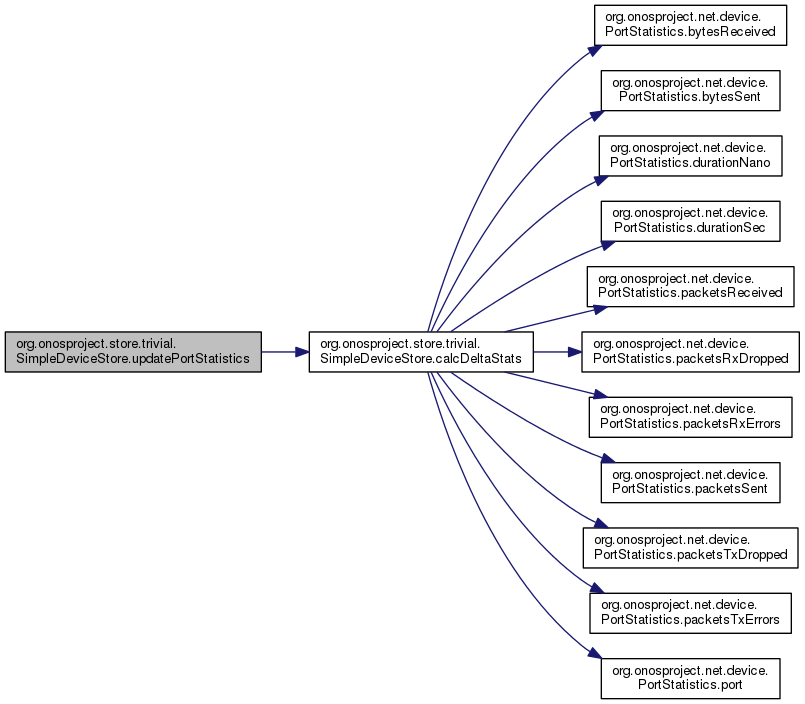 org.onosproject.store.trivial.
SimpleDeviceStore.updatePortStatistics
org.onosproject.store.trivial.
SimpleDeviceStore.calcDeltaStats
org.onosproject.net.device.
PortStatistics.bytesReceived
org.onosproject.net.device.
PortStatistics.bytesSent
org.onosproject.net.device.
PortStatistics.durationNano
org.onosproject.net.device.
PortStatistics.durationSec
org.onosproject.net.device.
PortStatistics.packetsReceived
org.onosproject.net.device.
PortStatistics.packetsRxDropped
org.onosproject.net.device.
PortStatistics.packetsRxErrors
org.onosproject.net.device.
PortStatistics.packetsSent
org.onosproject.net.device.
PortStatistics.packetsTxDropped
org.onosproject.net.device.
PortStatistics.packetsTxErrors
org.onosproject.net.device.
PortStatistics.port